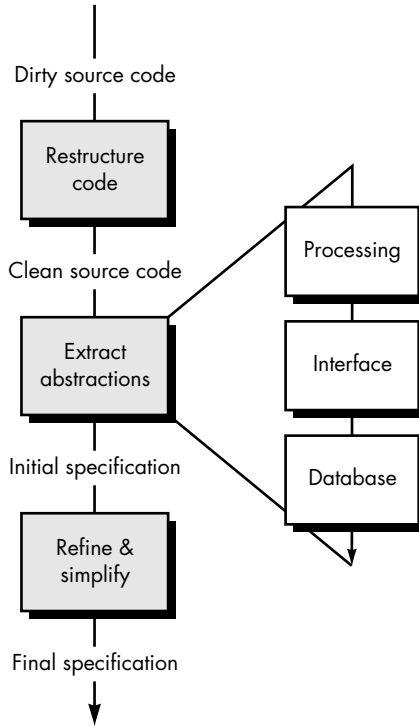 Dirty source code
Restructure
code
Clean source code
Extract
abstractions
Initial specification
Refine &
simplify
Final specification
Processing
Interface
Database